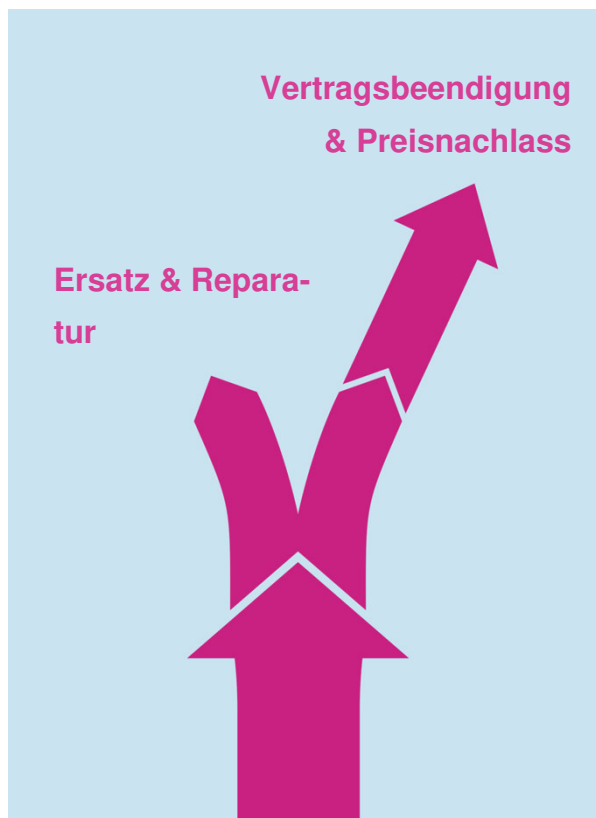 Vertragsbeendigung
& Preisnachlass
Ersatz & Repara-
tur